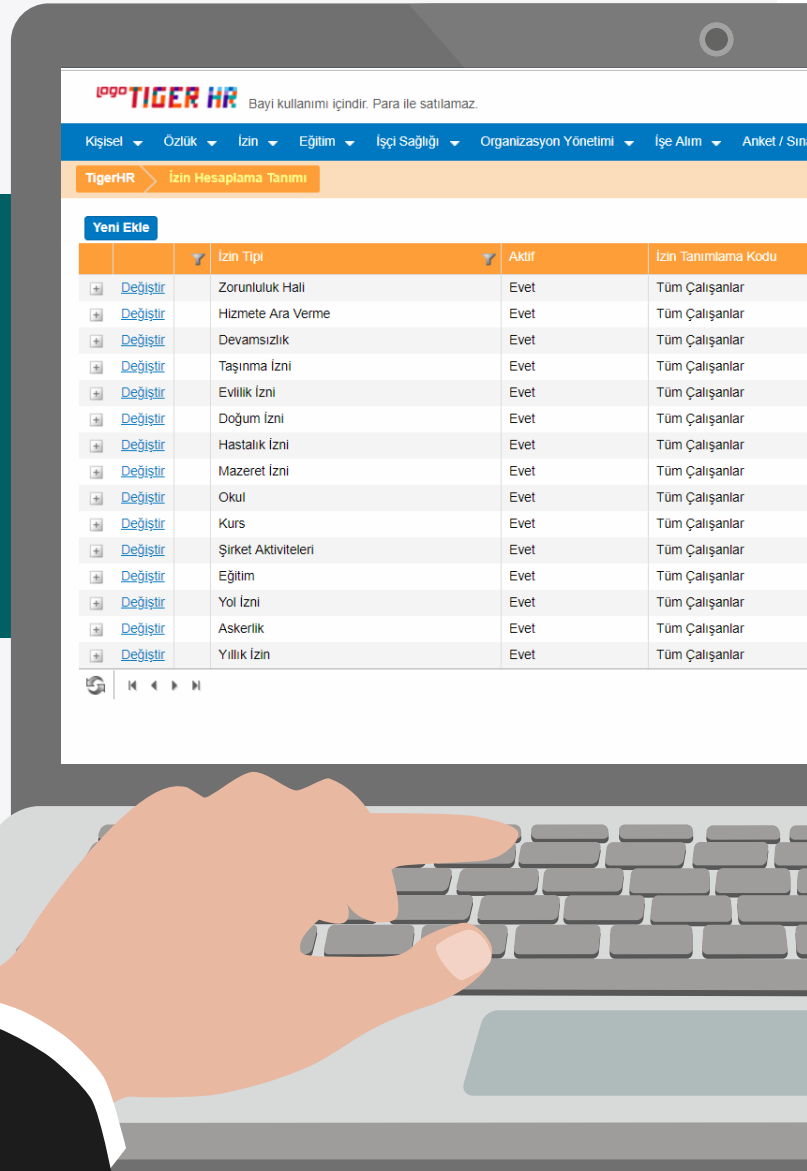 Logo TIGER HR Bayi kullanımı içindir. Para ile satılamaz.
Kişisel Özlük İzin Eğitim İşçi Sağlığı Organizasyon Yönetimi İşe Alım Anket / Sına
TigerHR İzin Hesaplama Tanımı
Yeni Ekle
İzin Tipi Aktif İzin Tanımlama Kodu
Değiştir Zorunluluk Hali Evet Tüm Çalışanlar
Değiştir Hizmete Ara Verme Evet Tüm Çalışanlar
Değiştir Devamsızlık Evet Tüm Çalışanlar
Değiştir Taşınma İzni Evet Tüm Çalışanlar
Değiştir Evlilik İzni Evet Tüm Çalışanlar
Değiştir Doğum İzni Evet Tüm Çalışanlar
Değiştir Hastalık İzni Evet Tüm Çalışanlar
Değiştir Mazeret İzni Evet Tüm Çalışanlar
Değiştir Okul Evet Tüm Çalışanlar
Değiştir Kurs Evet Tüm Çalışanlar
Değiştir Şirket Aktiviteleri Evet Tüm Çalışanlar
Değiştir Eğitim Evet Tüm Çalışanlar
Değiştir Yol İzni Evet Tüm Çalışanlar
Değiştir Askerlik Evet Tüm Çalışanlar
Değiştir Yıllık İzin Evet Tüm Çalışanlar